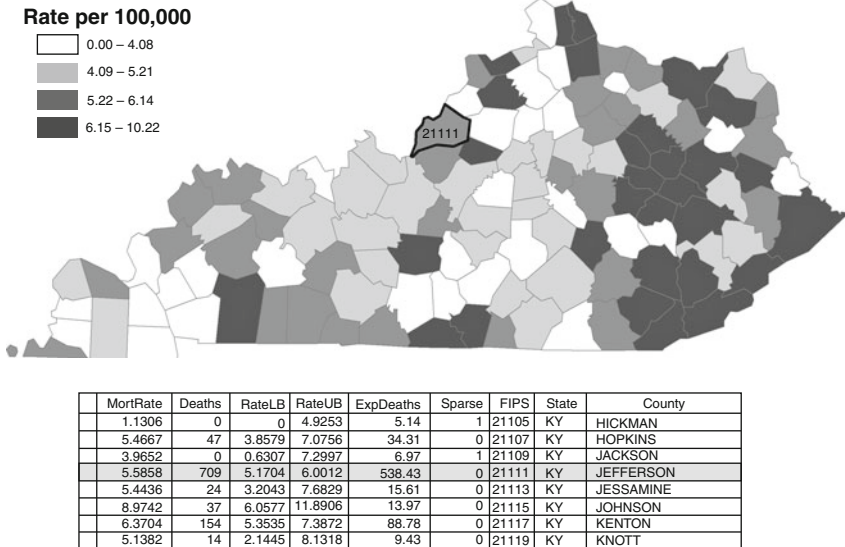 Rate per 100,000
0.00 – 4.08
4.09 – 5.21
5.22 – 6.14
6.15 – 10.22
21111
MortRate Deaths RateLB RateUB ExpDeaths Sparse FIPS State County
1.1306 0 0 4.9253 5.14 1 21105 KY HICKMAN
5.4667 47 3.8579 7.0756 34.31 0 21107 KY HOPKINS
3.9652 0 0.6307 7.2997 6.97 1 21109 KY JACKSON
5.5858 709 5.1704 6.0012 538.43 0 21111 KY JEFFERSON
5.4436 24 3.2043 7.6829 15.61 0 21113 KY JESSAMINE
8.9742 37 6.0577 11.8906 13.97 0 21115 KY JOHNSON
6.3704 154 5.3535 7.3872 88.78 0 21117 KY KENTON
5.1382 14 2.1445 8.1318 9.43 0 21119 KY KNOTT